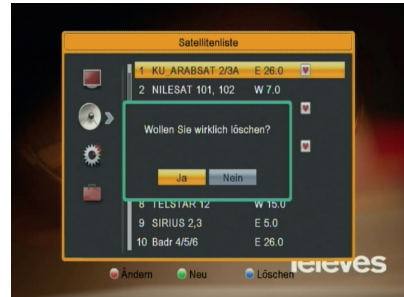 Satellitenliste
1 KU_ARABSAT 2/3A E 26.0
2 NILESAT 101, 102 W 7.0
Wollen Sie wirklich löschen?
Ja Nein
8 TELSTAR 12 W 15.0
9 SIRIUS 2,3 E 5.0
10 Badr 4/5/6 E 26.0
Televes
Ändern Neu Löschen